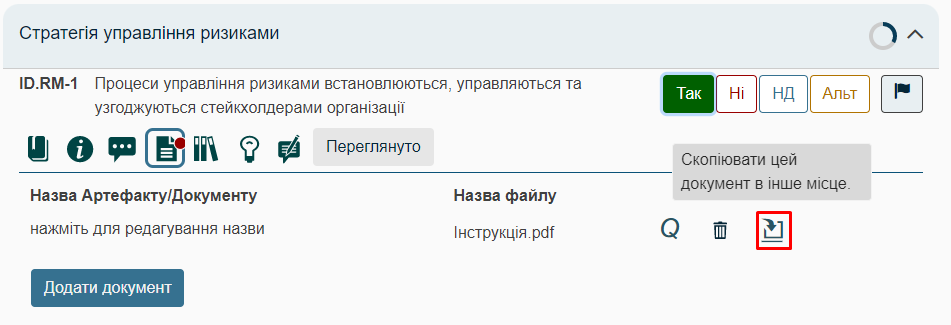 Стратегія управління ризиками
ID.RM-1 Процеси управління ризиками встановлюються, управляються та
узгоджуються стейкхолдерами організації
Так Ні НД Альт
Переглянуто
Скопіювати цей
документ в інше місце.
Назва Артефакту/Документу Назва файлу
нажміть для редагування назви Інструкція.pdf Q
Додати документ